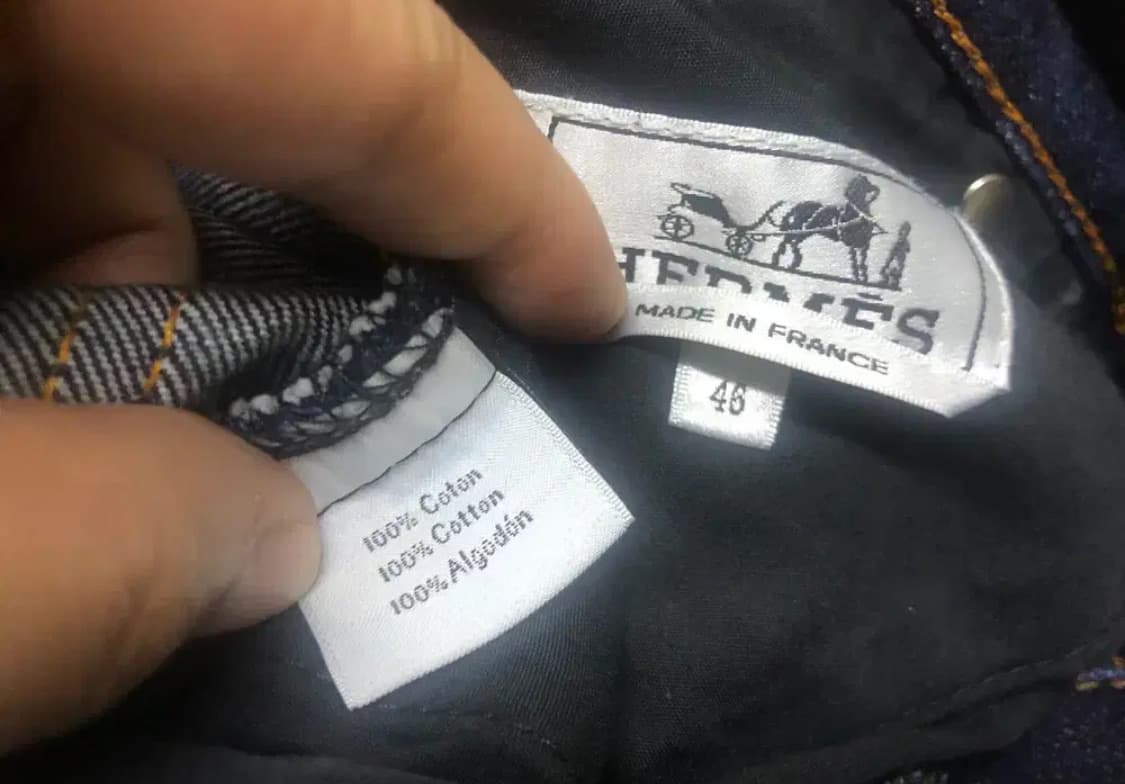 HERMÈS
MADE IN FRANCE
46
100% Coton
100% Cotton
100% Algodón